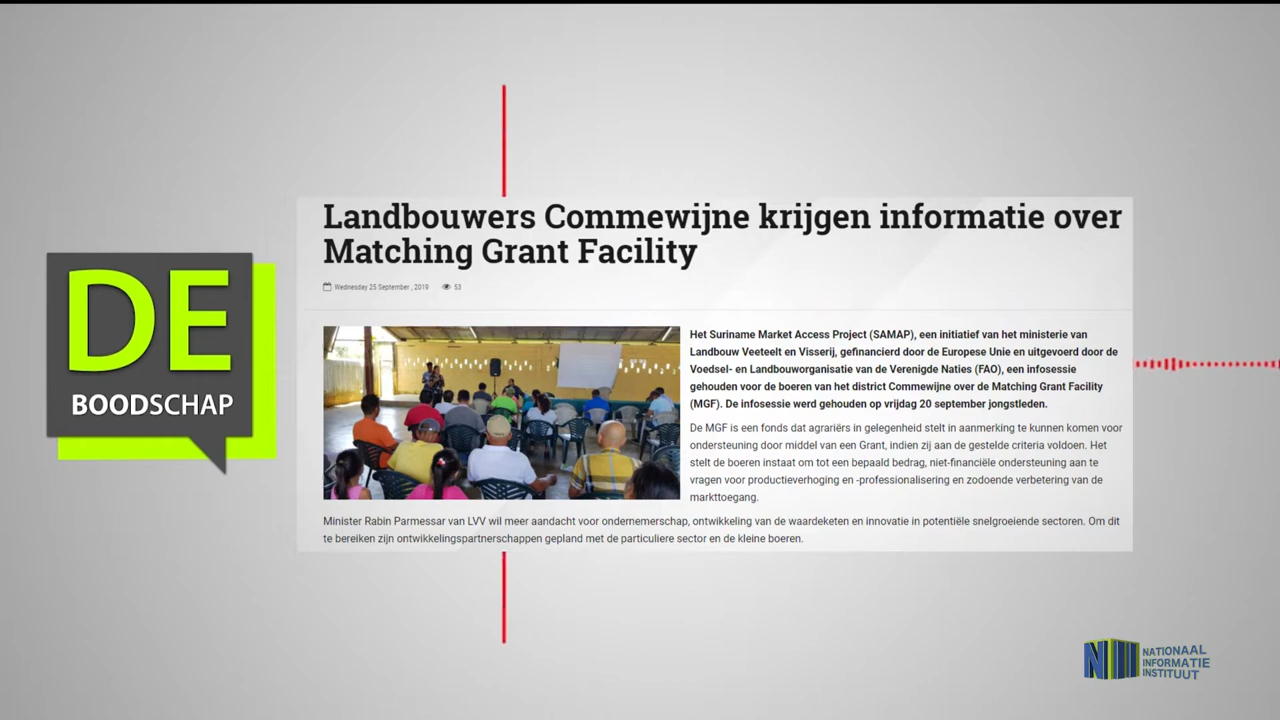 Landbouwers Commewijne krijgen informatie over
Matching Grant Facility
Wednesday 25 September , 2019 53
DE
BOODSCHAP
Het Suriname Market Access Project (SAMAP), een initiatief van het ministerie van
Landbouw Veeteelt en Visserij, gefinancierd door de Europese Unie en uitgevoerd door de
Voedsel- en Landbouworganisatie van de Verenigde Naties (FAO), een infosessie
gehouden voor de boeren van het district Commewijne over de Matching Grant Facility
(MGF). De infosessie werd gehouden op vrijdag 20 september jongstleden.
De MGF is een fonds dat agrariërs in gelegenheid stelt in aanmerking te kunnen komen voor
ondersteuning door middel van een Grant, indien zij aan de gestelde criteria voldoen. Het
stelt de boeren instaat om tot een bepaald bedrag, niet-financiële ondersteuning aan te
vragen voor productieverhoging en -professionalisering en zodoende verbetering van de
markttoegang.
Minister Rabin Parmessar van LVV wil meer aandacht voor ondernemerschap, ontwikkeling van de waardeketen en innovatie in potentiële snelgroeiende sectoren. Om dit
te bereiken zijn ontwikkelingspartnerschappen gepland met de particuliere sector en de kleine boeren.
NII NATIONAAL
INFORMATIE
INSTITUUT